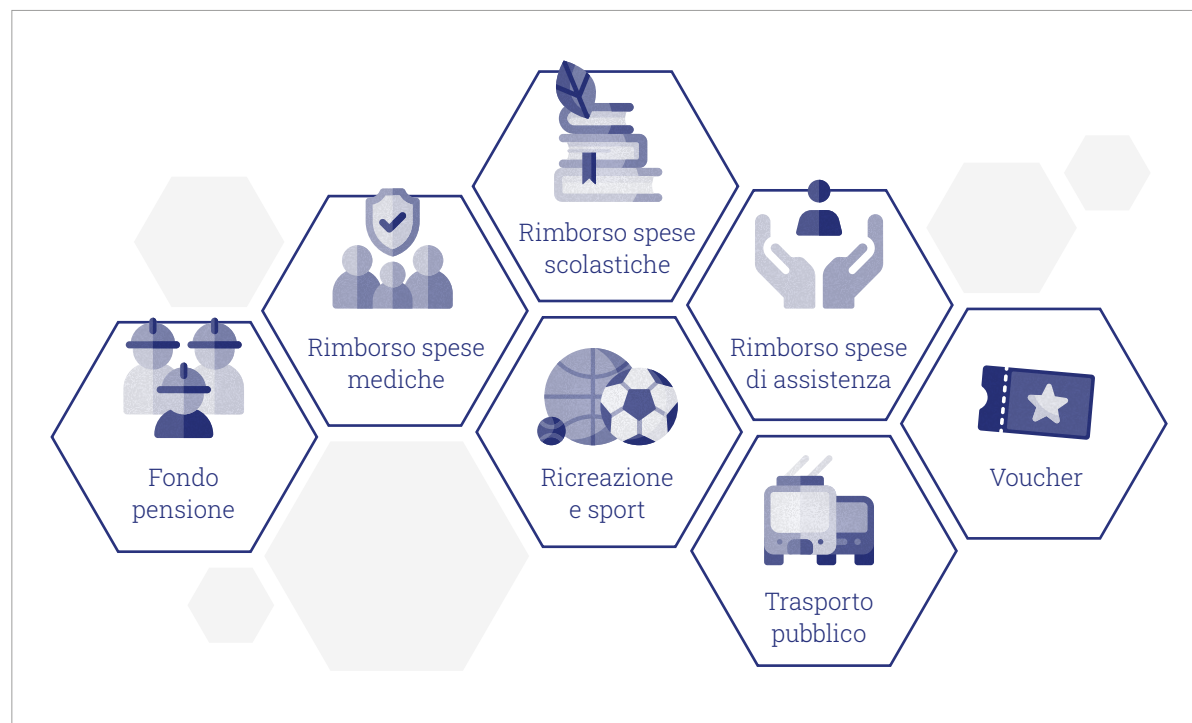 Rimborso spese
scolastiche
Rimborso spese
mediche
Rimborso spese
di assistenza
Fondo
pensione
Ricreazione
e sport
Voucher
Trasporto
pubblico